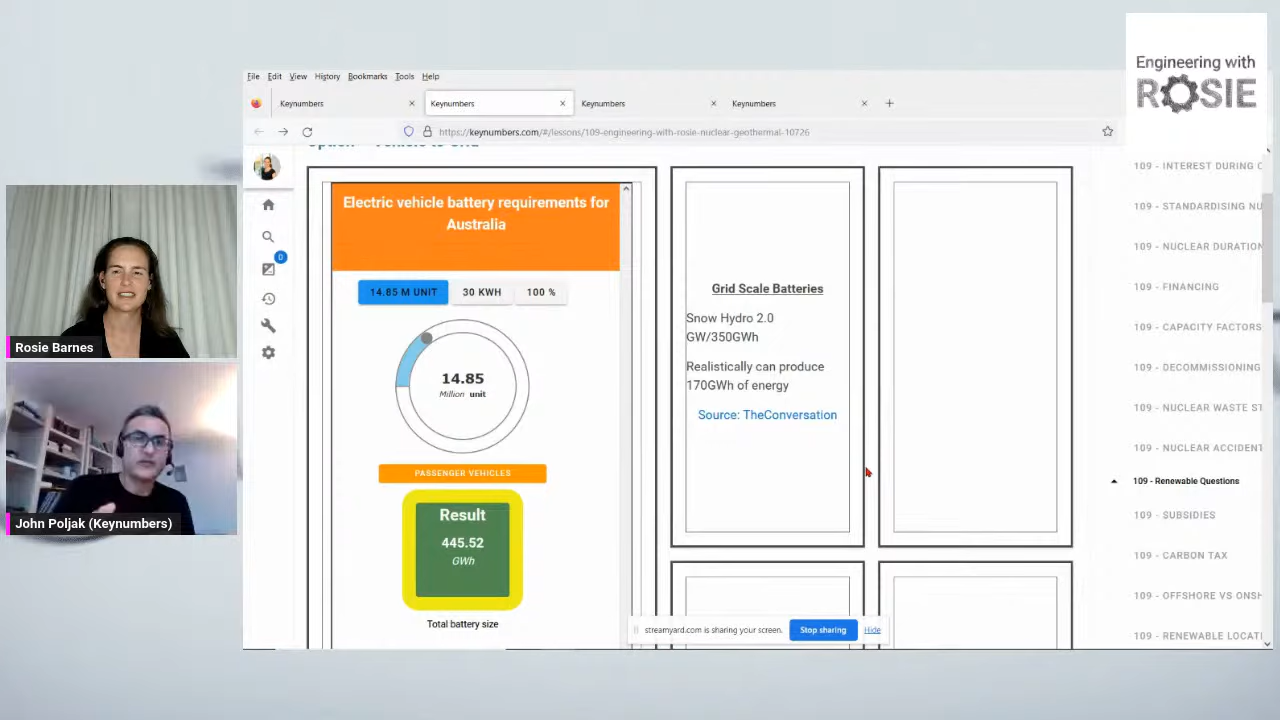 Engineering with
ROSIE
File Edit View History Bookmarks Tools Help
Keynumbers
Keynumbers
Keynumbers
Keynumbers
https://keynumbers.com/#/lessons/109-engineering-with-rosie-nuclear-geothermal-10726
0
Electric vehicle battery requirements for
Australia
14.85 M UNIT
30 KWH
100 %
14.85
Million unit
PASSENGER VEHICLES
Result
445.52
GWh
Total battery size
Grid Scale Batteries
Snow Hydro 2.0
GW/350GWh
Realistically can produce
170GWh of energy
Source: TheConversation
109 - INTEREST DURING C
109 - STANDARDISING NU
109 - NUCLEAR DURATION
109 - FINANCING
109 - CAPACITY FACTORS
109 - DECOMMISSIONING
109 - NUCLEAR WASTE ST
109 - NUCLEAR ACCIDENT
109 - Renewable Questions
109 - SUBSIDIES
109 - CARBON TAX
109 - OFFSHORE VS ONSH
109 - RENEWABLE LOCATI
streamyard.com is sharing your screen.
Stop sharing
Hide
Rosie Barnes
John Poljak (Keynumbers)